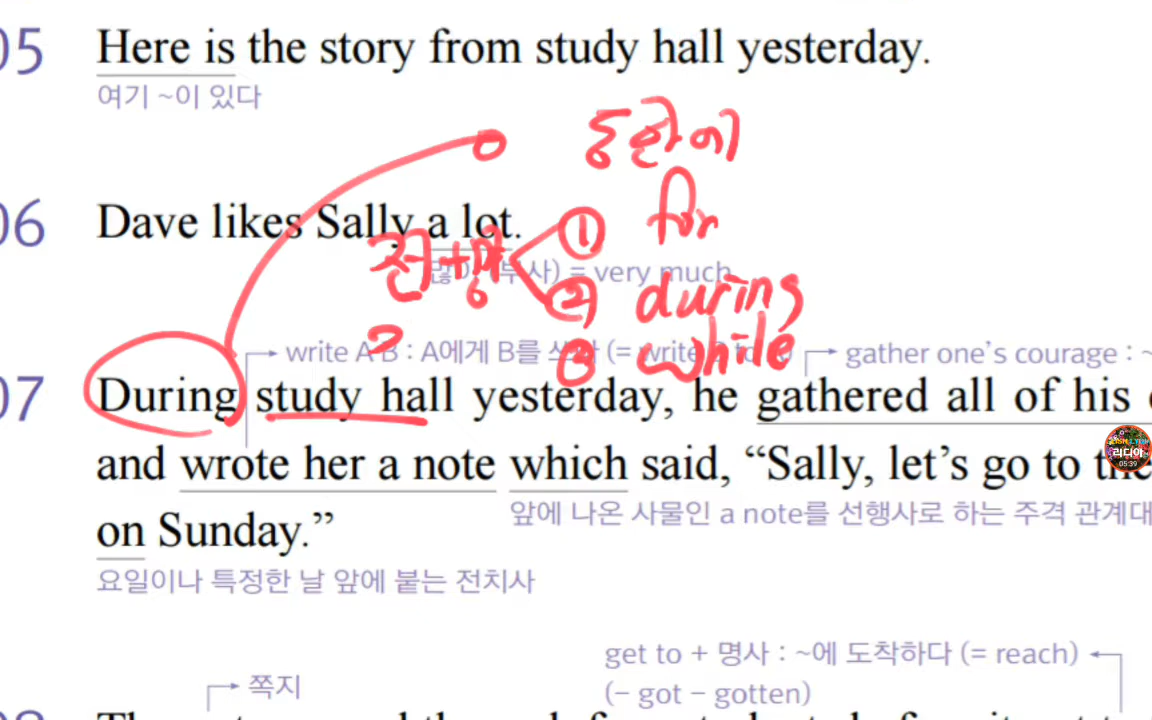 05 Here is the story from study hall yesterday.
여기 ~이 있다
동안에
06 Dave likes Sally a lot.
① for
전+명
= very much
② during
③ while
write A B : A에게 B를
gather one's courage : ~
07 During study hall yesterday, he gathered all of his
and wrote her a note which said, “Sally, let's go to the
리디아
05:39
앞에 나온 사물인 a note를 선행사로 하는 주격 관계대
on Sunday.”
요일이나 특정한 날 앞에 붙는 전치사
get to + 명사 : ~에 도착하다 (= reach)
(– got – gotten)
쪽지